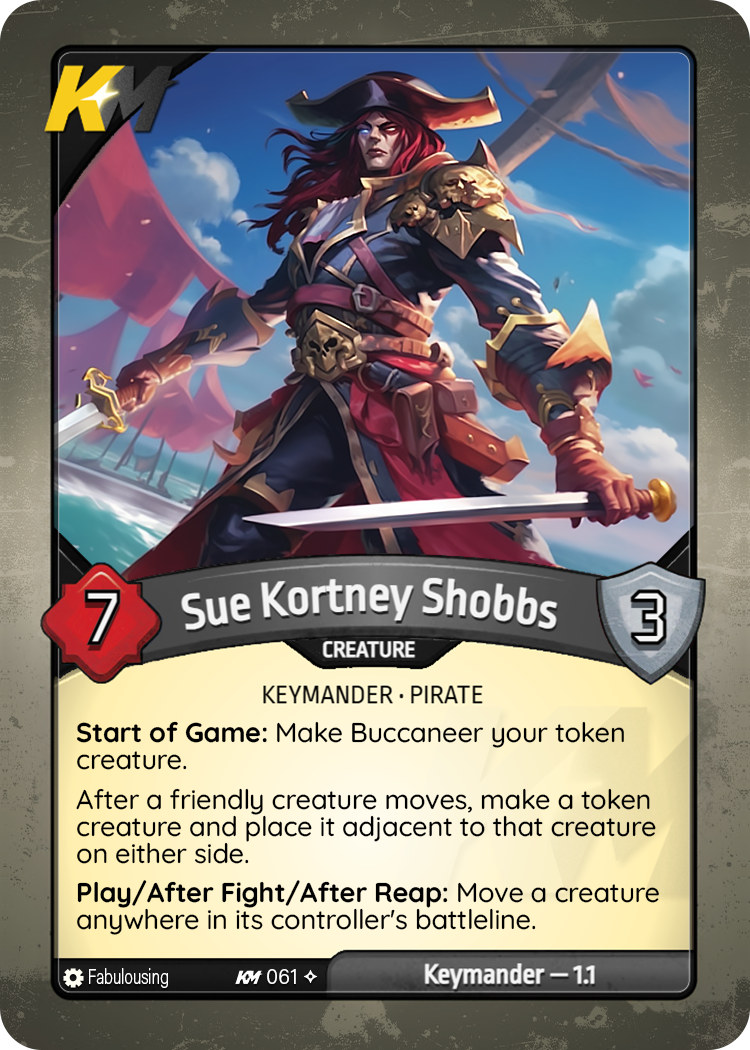 KM
Sue Kortney Shobbs
7
3
CREATURE
KEYMANDER • PIRATE
Start of Game: Make Buccaneer your token
creature.
After a friendly creature moves, make a token
creature and place it adjacent to that creature
on either side.
Play/After Fight/After Reap: Move a creature
anywhere in its controller's battleline.
Fabulousing
KM 061
Keymander – 1.1